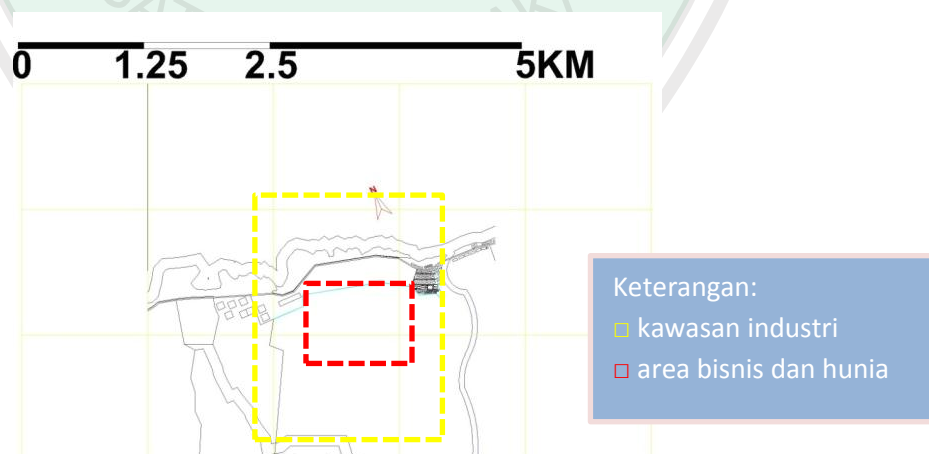 0 1.25 2.5 5KM
N
Keterangan:
kawasan industri
area bisnis dan hunia